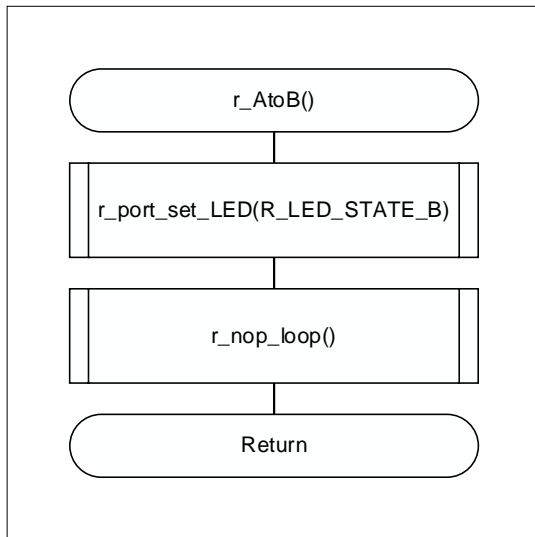 r_AtoB()
r_port_set_LED(R_LED_STATE_B)
r_nop_loop()
Return